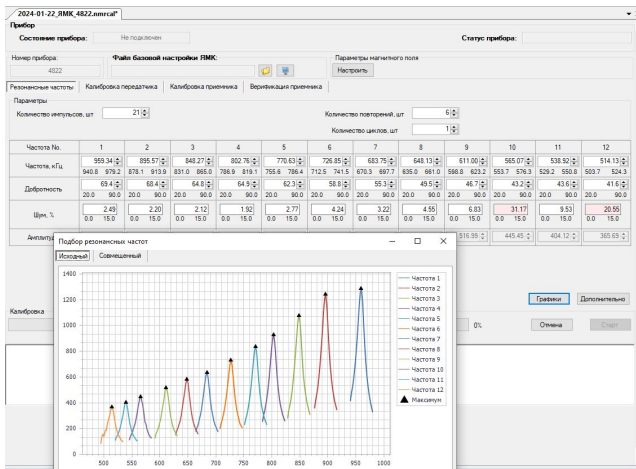 2024-01-22_ЯМК_4822.nmrcal*
Прибор
Состояние прибора: Не подключен Статус прибора:
Номер прибора: Файл базовой настройки ЯМК: Параметры магнитного поля
4822 Настроить
Резонансные частоты Калибровка передатчика Калибровка приемника Верификация приемника
Параметры
Количество импульсов, шт 21 Количество повторений, шт 6
Количество циклов, шт 1
Частота No. 1 2 3 4 5 6 7 8 9 10 11 12
Частота, кГц 959.34 895.57 848.27 802.76 770.63 726.85 683.75 648.13 611.00 565.07 538.92 514.13
940.8 979.2 878.1 913.9 831.0 865.0 786.9 819.1 755.6 786.4 712.5 741.5 670.3 697.7 635.0 661.0 598.8 623.2 553.7 576.3 529.2 550.8 503.7 524.3
Добротность 69.4 68.4 64.8 64.9 62.3 58.8 55.3 49.5 46.7 43.2 43.6 41.6
20.0 90.0 20.0 90.0 20.0 90.0 20.0 90.0 20.0 90.0 20.0 90.0 20.0 90.0 20.0 90.0 20.0 90.0 20.0 90.0 20.0 90.0 20.0 90.0
Шум, % 2.49 2.20 2.12 1.92 2.77 4.24 3.22 4.55 6.83 31.17 9.53 20.55
0.0 15.0 0.0 15.0 0.0 15.0 0.0 15.0 0.0 15.0 0.0 15.0 0.0 15.0 0.0 15.0 0.0 15.0 0.0 15.0 0.0 15.0 0.0 15.0
516.99 445.45 404.12 365.69
Подбор резонансных частот
Исходный Совмещенный
1400
1200
1000
800
600
400
200
0
500 550 600 650 700 750 800 850 900 950 1000
Частота 1
Частота 2
Частота 3
Частота 4
Частота 5
Частота 6
Частота 7
Частота 8
Частота 9
Частота 10
Частота 11
Частота 12
Максимум
Графики Дополнительно
Калибровка
0% Отмена Старт